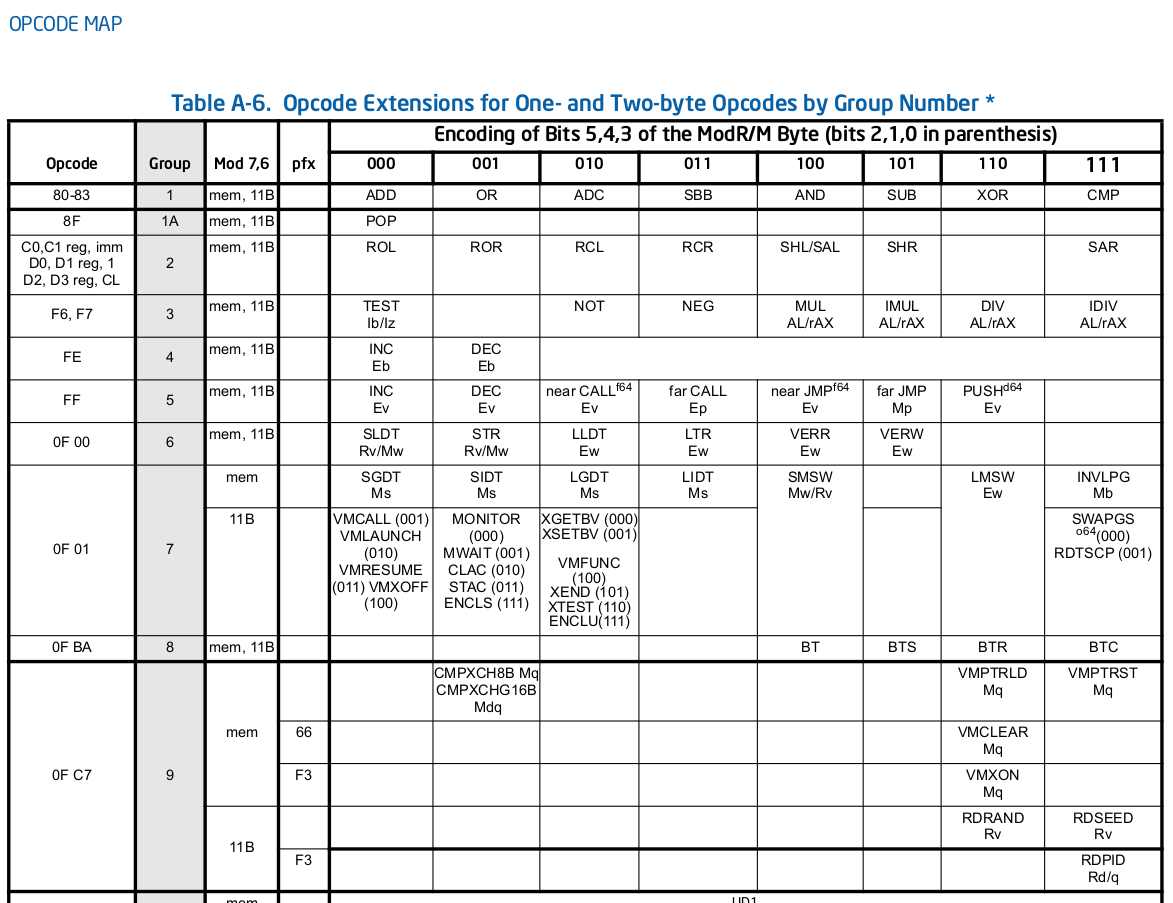 OPCODE MAP
Table A-6. Opcode Extensions for One- and Two-byte Opcodes by Group Number *
Encoding of Bits 5,4,3 of the ModR/M Byte (bits 2,1,0 in parenthesis)
Opcode Group Mod 7,6 pfx 000 001 010 011 100 101 110 111
80-83 1 mem, 11B ADD OR ADC SBB AND SUB XOR CMP
8F 1A mem, 11B POP
C0,C1 reg, imm mem, 11B ROL ROR RCL RCR SHL/SAL SHR SAR
D0, D1 reg, 1 2
D2, D3 reg, CL
F6, F7 3 mem, 11B TEST NOT NEG MUL IMUL DIV IDIV
Ib/Iz AL/rAX AL/rAX AL/rAX AL/rAX
FE 4 mem, 11B INC DEC
Eb Eb
FF 5 mem, 11B INC DEC near CALLf64 far CALL near JMPf64 far JMP PUSHd64
Ev Ev Ev Ep Ev Mp Ev
0F 00 6 mem, 11B SLDT STR LLDT LTR VERR VERW
Rv/Mw Rv/Mw Ew Ew Ew Ew
mem SGDT SIDT LGDT LIDT SMSW LMSW INVLPG
Ms Ms Ms Ms Mw/Rv Ew Mb
0F 01 7 11B
VMCALL (001)
VMLAUNCH
(010)
VMRESUME
(011) VMXOFF
(100)
MONITOR
(000)
MWAIT (001)
CLAC (010)
STAC (011)
ENCLS (111)
XGETBV (000)
XSETBV (001)
VMFUNC
(100)
XEND (101)
XTEST (110)
ENCLU(111)
SWAPGS
o64(000)
RDTSCP (001)
0F BA 8 mem, 11B BT BTS BTR BTC
0F C7 9 mem
CMPXCH8B Mq VMPTRLD VMPTRST
CMPXCHG16B Mq Mq
Mdq
66 VMCLEAR
Mq
F3 VMXON
Mq
11B RDRAND RDSEED
Rv Rv
F3 RDPID
Rd/q
mem UD1